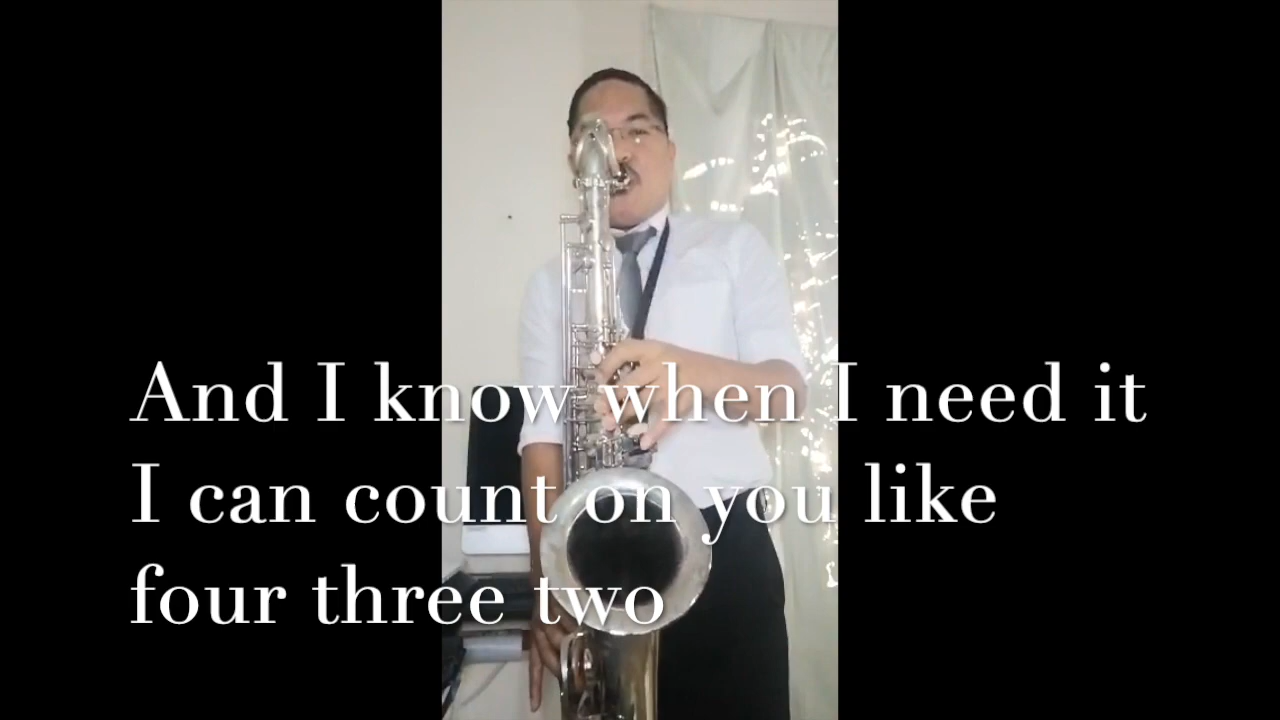 And I know when I need it
I can count on you like
four three two